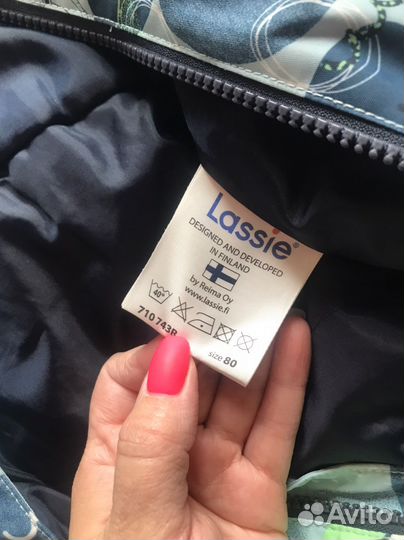 Lassie®
DESIGNED AND DEVELOPED
IN FINLAND
by Reima Oy
www.lassie.fi
40°
710743R
size 80
Avito